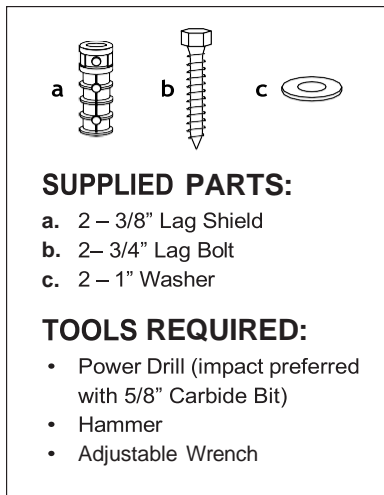 a b c
SUPPLIED PARTS:
a. 2 – 3/8” Lag Shield
b. 2– 3/4” Lag Bolt
c. 2 – 1” Washer
TOOLS REQUIRED:
• Power Drill (impact preferred
with 5/8” Carbide Bit)
• Hammer
• Adjustable Wrench